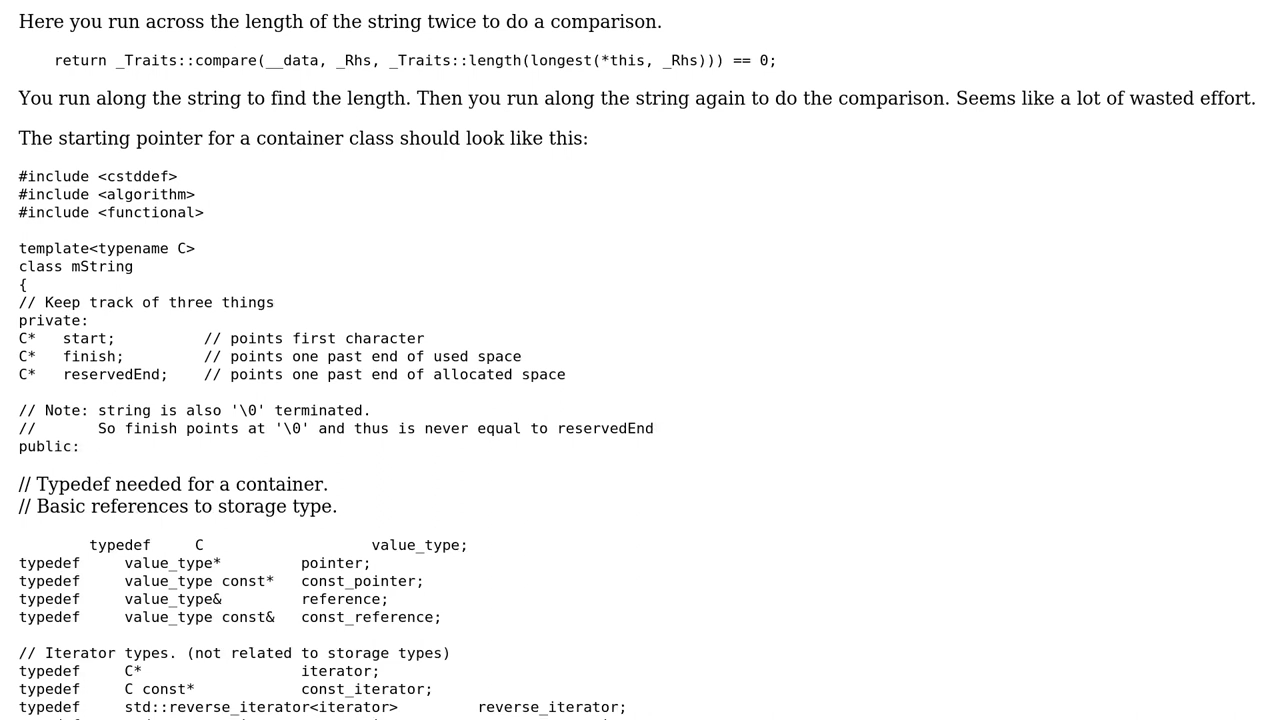 Here you run across the length of the string twice to do a comparison.
return _Traits::compare(__data, _Rhs, _Traits::length(longest(*this, _Rhs))) == 0;
You run along the string to find the length. Then you run along the string again to do the comparison. Seems like a lot of wasted effort.
The starting pointer for a container class should look like this:
#include <cstddef>
#include <algorithm>
#include <functional>
template<typename C>
class mString
{
// Keep track of three things
private:
C*   start;          // points first character
C*   finish;         // points one past end of used space
C*   reservedEnd;    // points one past end of allocated space
// Note: string is also '\0' terminated.
//       So finish points at '\0' and thus is never equal to reservedEnd
public:
// Typedef needed for a container.
// Basic references to storage type.
typedef     C                   value_type;
typedef     value_type*         pointer;
typedef     value_type const*   const_pointer;
typedef     value_type&         reference;
typedef     value_type const&   const_reference;
// Iterator types. (not related to storage types)
typedef     C*                  iterator;
typedef     C const*            const_iterator;
typedef     std::reverse_iterator<iterator>         reverse_iterator;